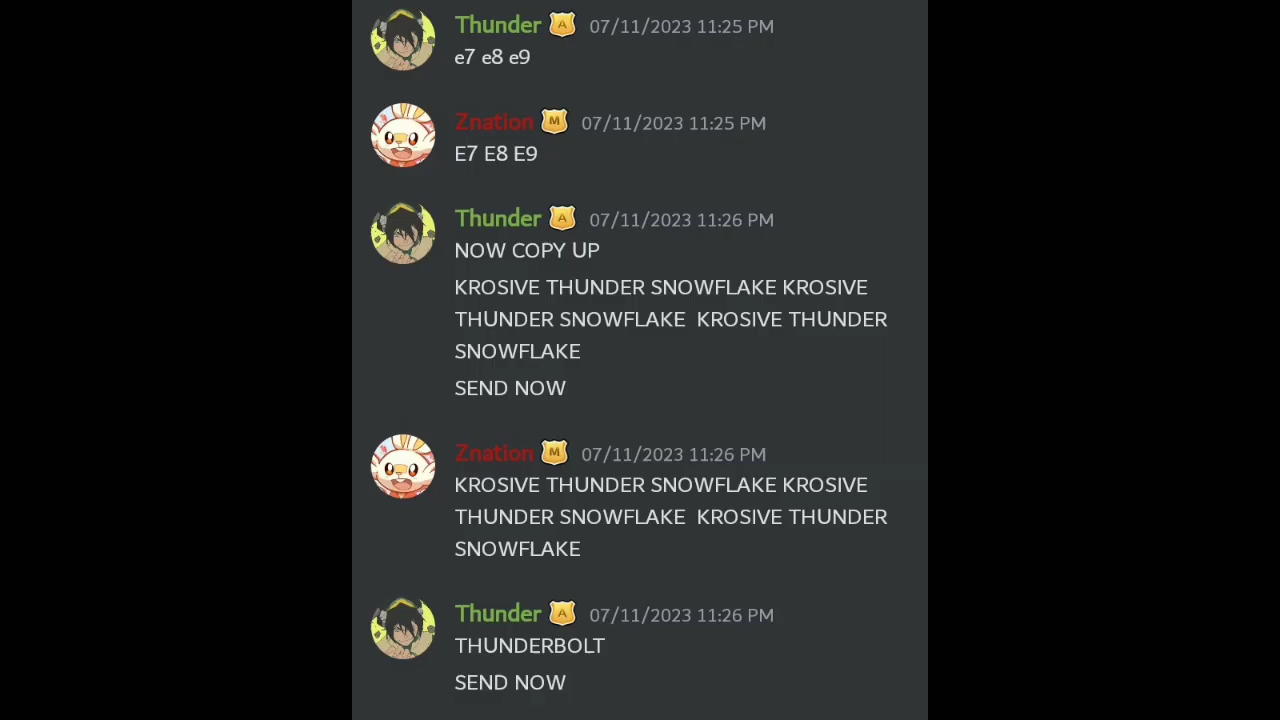 Thunder A 07/11/2023 11:25 PM
e7 e8 e9
Znation M 07/11/2023 11:25 PM
E7 E8 E9
Thunder A 07/11/2023 11:26 PM
NOW COPY UP
KROSIVE THUNDER SNOWFLAKE KROSIVE
THUNDER SNOWFLAKE  KROSIVE THUNDER
SNOWFLAKE
SEND NOW
Znation M 07/11/2023 11:26 PM
KROSIVE THUNDER SNOWFLAKE KROSIVE
THUNDER SNOWFLAKE  KROSIVE THUNDER
SNOWFLAKE
Thunder A 07/11/2023 11:26 PM
THUNDERBOLT
SEND NOW